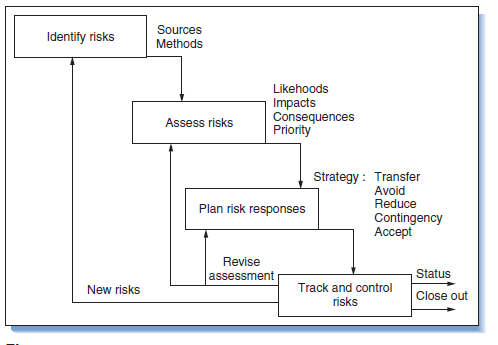 Identify risks
Sources
Methods
Assess risks
Likehoods
Impacts
Consequences
Priority
Strategy : Transfer
Avoid
Reduce
Contingency
Accept
Plan risk responses
Revise
assessment
New risks
Track and control
risks
Status
Close out